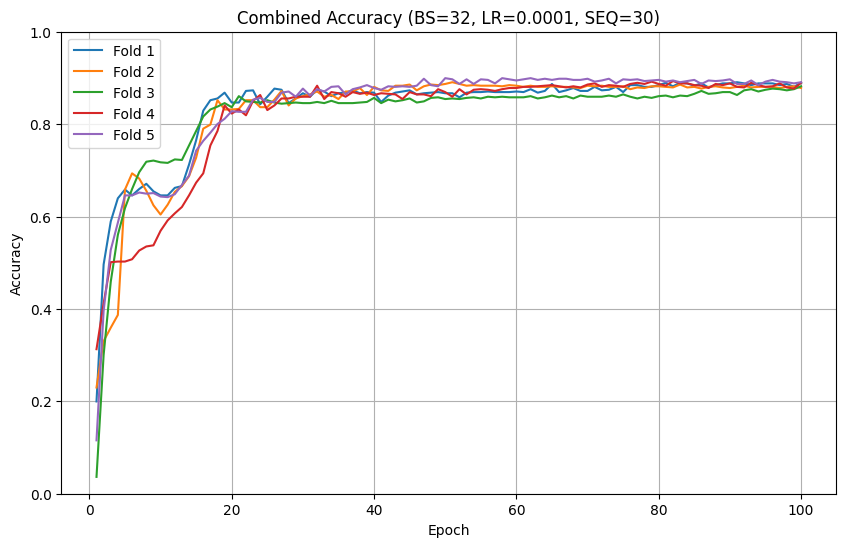 Combined Accuracy (BS=32, LR=0.0001, SEQ=30)
1.0
0.8
0.6
0.4
0.2
0.0
Accuracy
Fold 1
Fold 2
Fold 3
Fold 4
Fold 5
0 20 40 60 80 100
Epoch